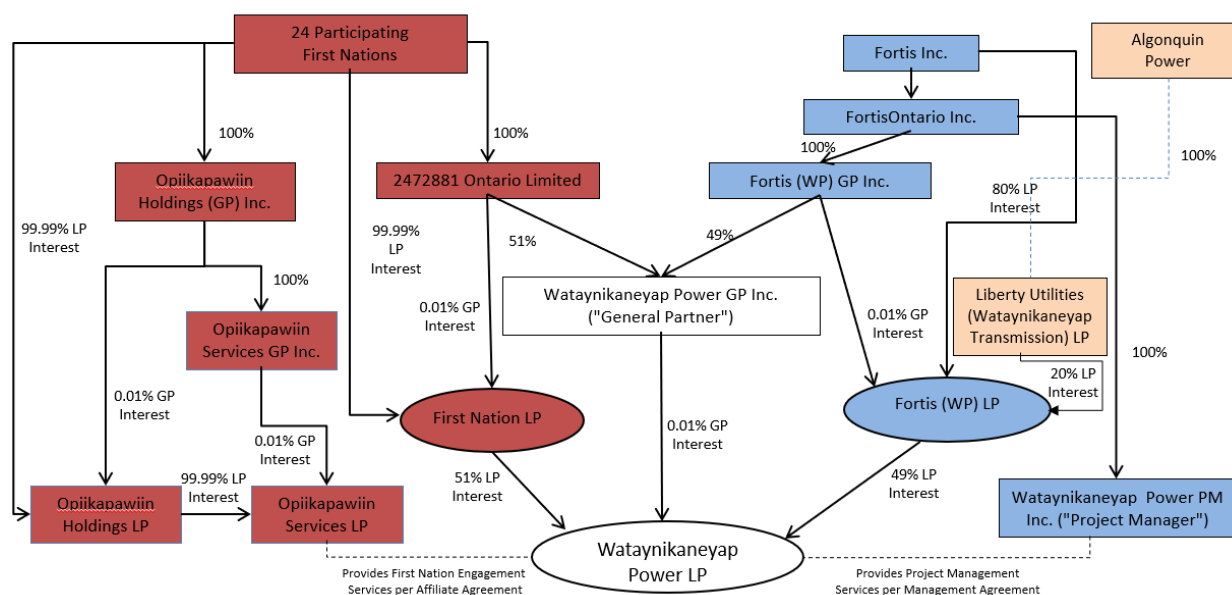 24 Participating
First Nations
Fortis Inc.
Algonquin
Power
FortisOntario Inc.
100%
100%
100%
100%
Opiikapawiin
Holdings (GP) Inc.
2472881 Ontario Limited
Fortis (WP) GP Inc.
80% LP
Interest
99.99% LP
Interest
99.99%
LP
Interest
51%
49%
100%
Wataynikaneyap Power GP Inc.
("General Partner")
Liberty Utilities
(Wataynikaneyap
Transmission) LP
0.01% GP
Interest
0.01% GP
Interest
Opiikapawiin
Services GP Inc.
100%
20% LP
Interest
0.01% GP
Interest
First Nation LP
Fortis (WP) LP
0.01% GP
Interest
0.01% GP
Interest
99.99% LP
Interest
51% LP
Interest
49% LP
Interest
Opiikapawiin
Holdings LP
Opiikapawiin
Services LP
Wataynikaneyap Power PM
Inc. ("Project Manager")
Wataynikaneyap
Power LP
Provides First Nation Engagement
Services per Affiliate Agreement
Provides Project Management
Services per Management Agreement